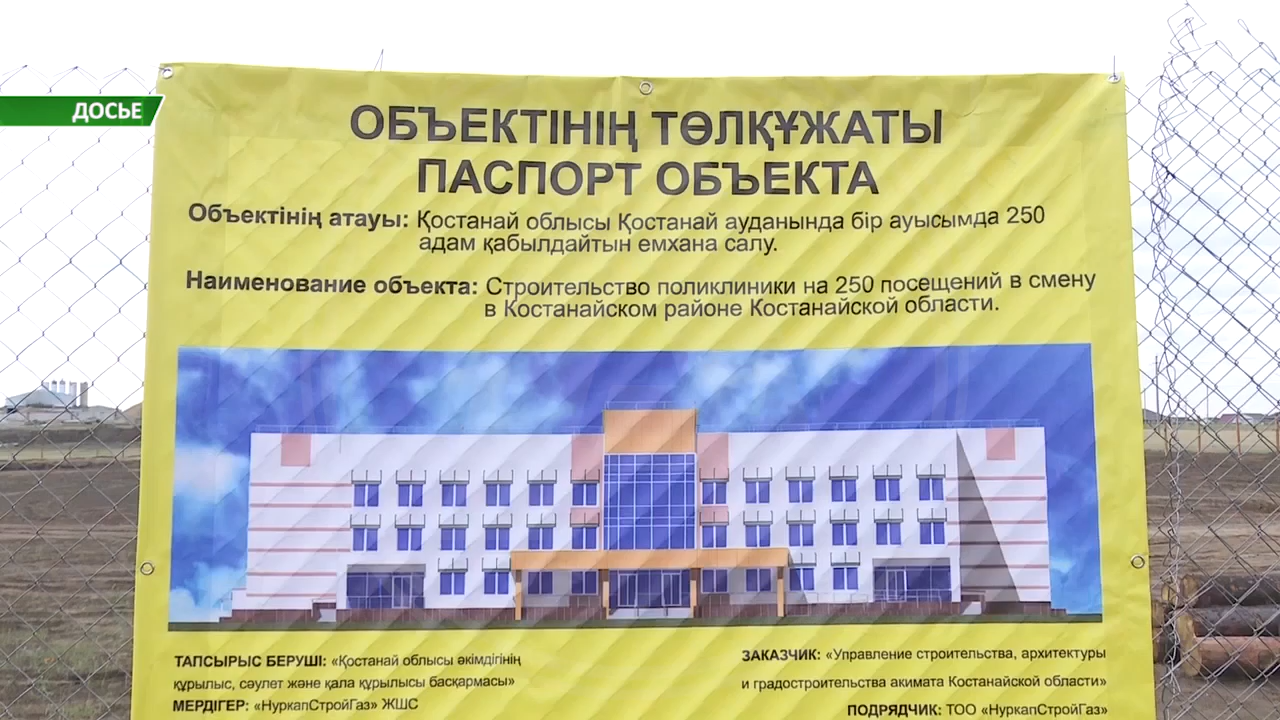 ДОСЬЕ
ОБЪЕКТІНІҢ ТӨЛҚҰЖАТЫ
ПАСПОРТ ОБЪЕКТА
Объектінің атауы: Қостанай облысы Қостанай ауданында бір ауысымда 250
адам қабылдайтын емхана салу.
Наименование объекта: Строительство поликлиники на 250 посещений в смену
в Костанайском районе Костанайской области.
ТАПСЫРЫС БЕРУШІ: «Қостанай облысы әкімдігінің
құрылыс, сәулет және қала құрылысы басқармасы»
МЕРДІГЕР: «НуркапСтройГаз» ЖШС
ЗАКАЗЧИК: «Управление строительства, архитектуры
и градостроительства акимата Костанайской области»
ПОДРЯДЧИК: ТОО «НуркапСтройГаз»